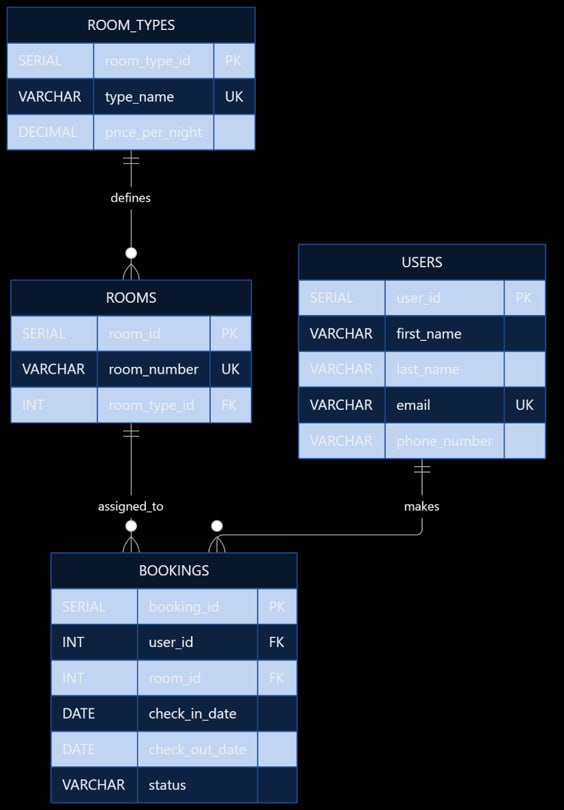 ROOM_TYPES
SERIAL room_type_id PK
VARCHAR type_name UK
DECIMAL price_per_night
defines
ROOMS
SERIAL room_id PK
VARCHAR room_number UK
INT room_type_id FK
USERS
SERIAL user_id PK
VARCHAR first_name
VARCHAR last_name
VARCHAR email UK
VARCHAR phone_number
assigned_to
makes
BOOKINGS
SERIAL booking_id PK
INT user_id FK
INT room_id FK
DATE check_in_date
DATE check_out_date
VARCHAR status